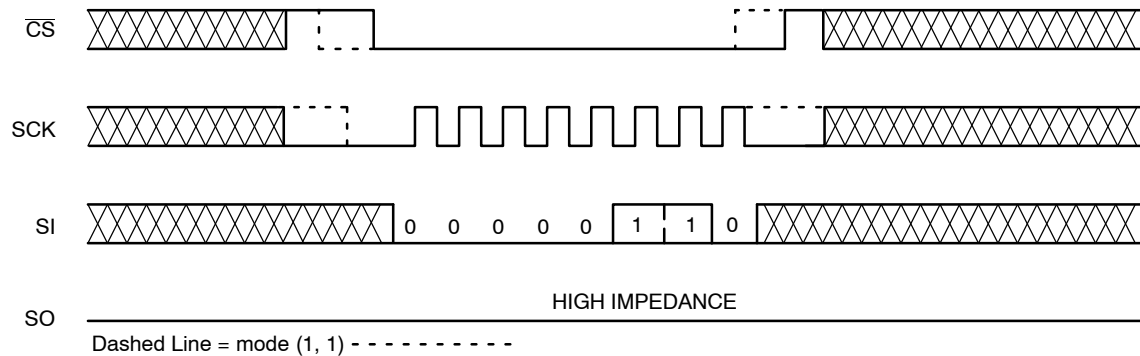 CS
SCK
SI 0 0 0 0 0 1 1 0
HIGH IMPEDANCE
SO
Dashed Line = mode (1, 1)